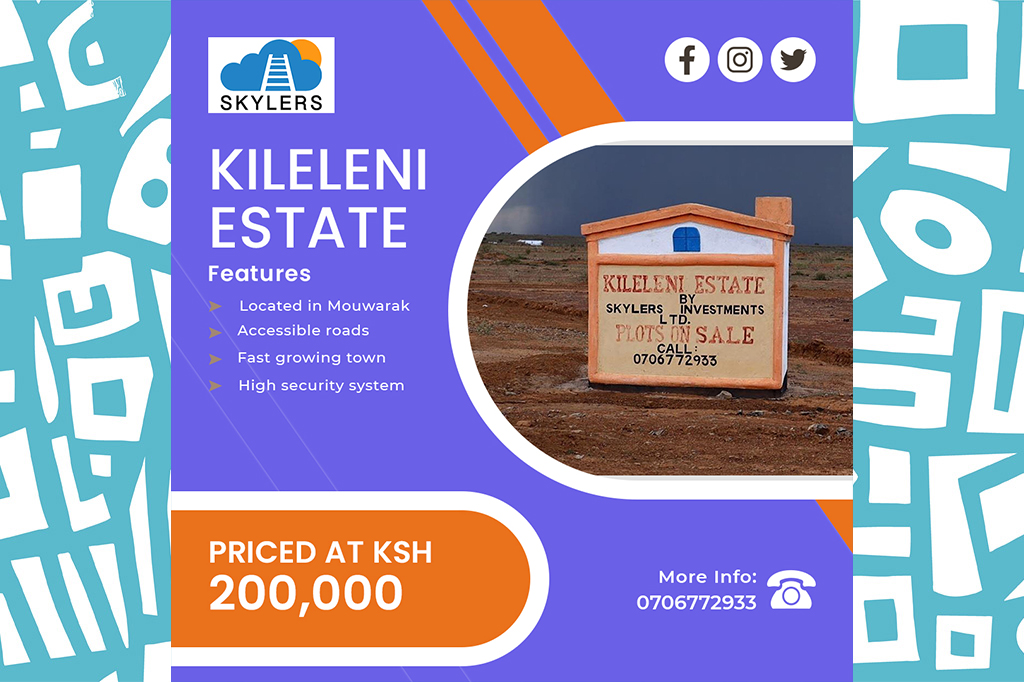 SKYLERS
KILELENI
ESTATE
Features
Located in Mouwarak
Accessible roads
Fast growing town
High security system
KILELENI ESTATE
BY
SKYLERS INVESTMENTS
LTD.
PLOTS ON SALE
CALL:
0706772933
PRICED AT KSH
200,000
More Info:
0706772933